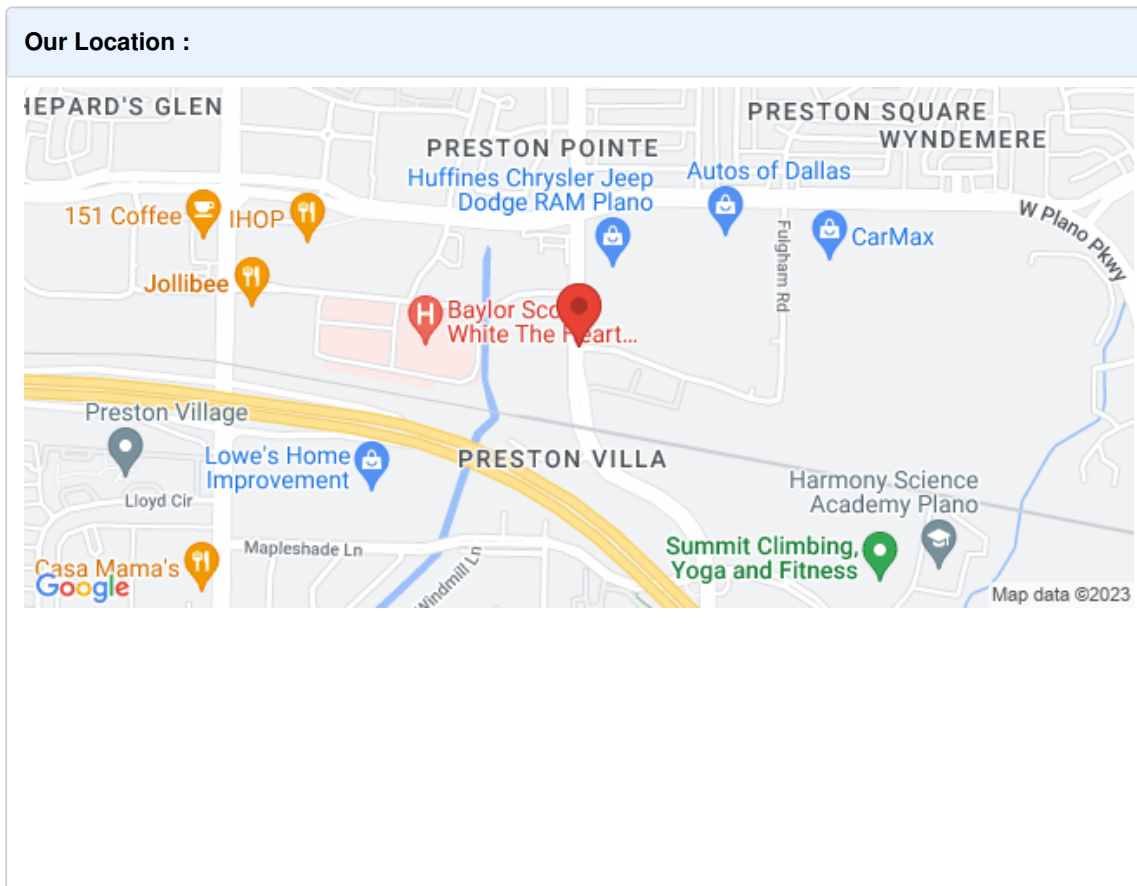 Our Location :
HEPARD'S GLEN
PRESTON SQUARE
WYNDEMERE
PRESTON POINTE
Huffines Chrysler Jeep
Dodge RAM Plano
Autos of Dallas
151 Coffee
IHOP
W Plano Pkwy
CarMax
Fulgham Rd
Jollibee
Baylor Sco
White The Heart...
Preston Village
Lowe's Home
Improvement
PRESTON VILLA
Lloyd Cir
Harmony Science
Academy Plano
Mapleshade Ln
Summit Climbing,
Yoga and Fitness
Casa Mama's
Windmill Ln
Google
Map data ©2023